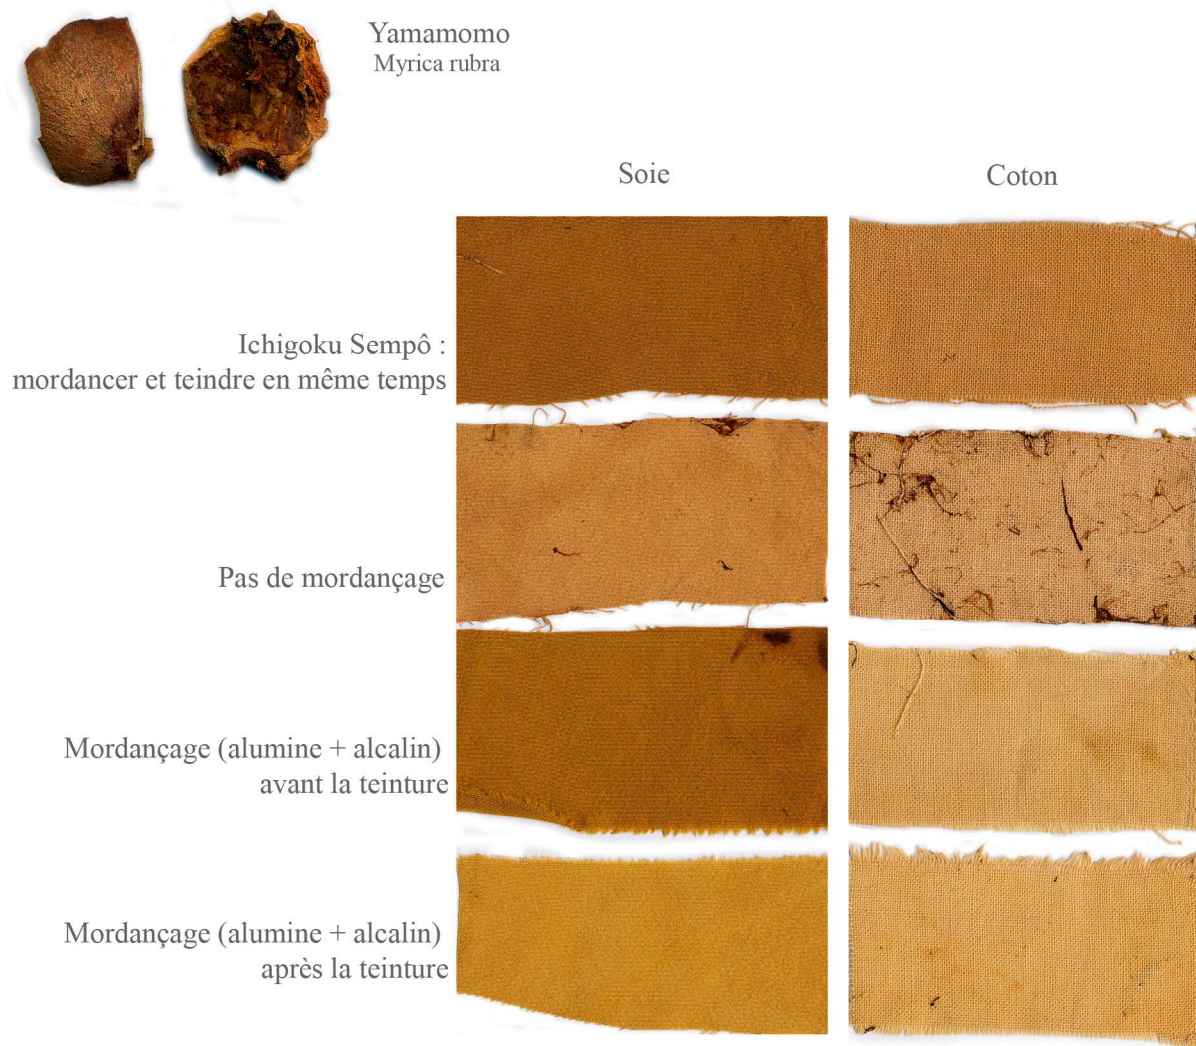 Yamamomo
Myrica rubra
Soie
Coton
Ichigoku Sempô :
mordancer et teindre en même temps
Pas de mordançage
Mordançage (alumine + alcalin)
avant la teinture
Mordançage (alumine + alcalin)
après la teinture